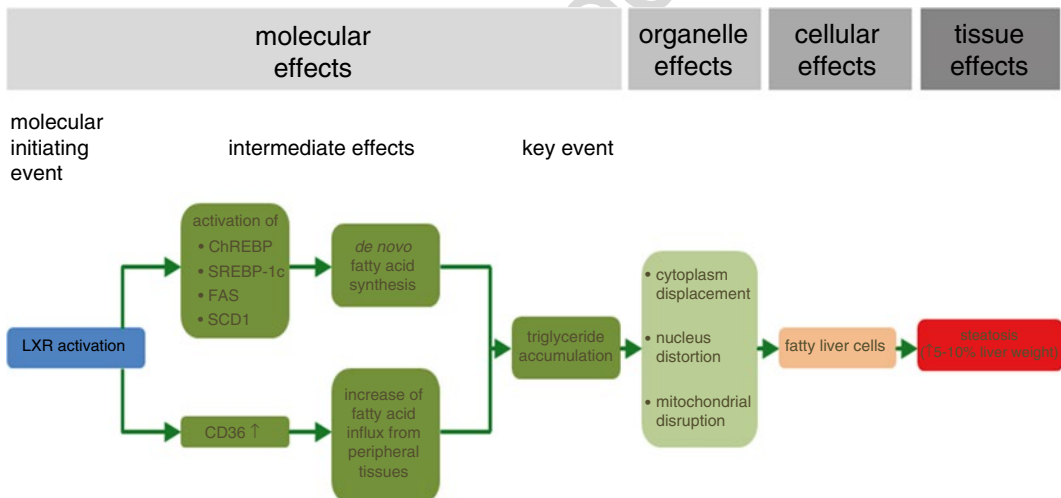 molecular
effects
organelle
effects
cellular
effects
tissue
effects
molecular
initiating
event
intermediate effects
key event
activation of
• ChREBP
• SREBP-1c
• FAS
• SCD1
de novo
fatty acid
synthesis
LXR activation
CD36 ↑
increase of
fatty acid
influx from
peripheral
tissues
triglyceride
accumulation
• cytoplasm
displacement
• nucleus
distortion
• mitochondrial
disruption
fatty liver cells
steatosis
(↑5-10% liver weight)